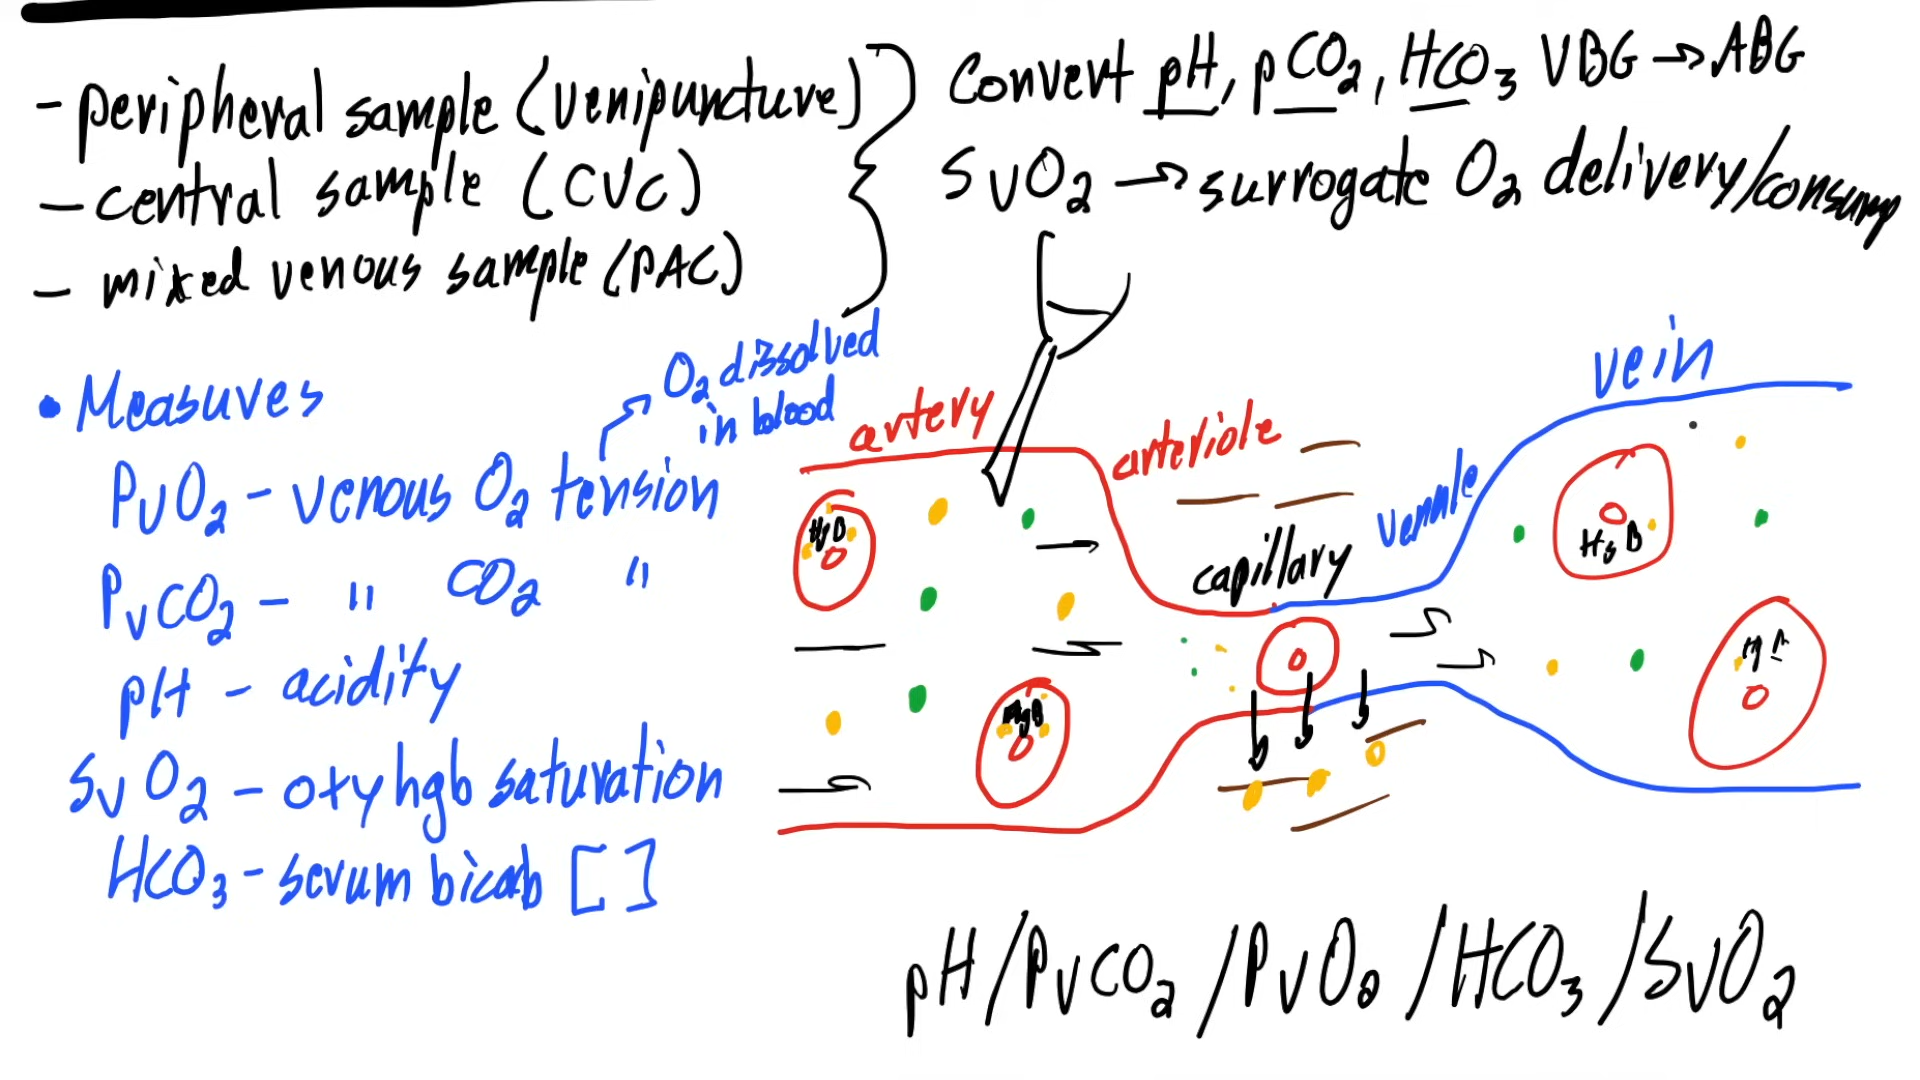 - peripheral sample (venipuncture)
- central sample (CVC)
- mixed venous sample (PAC)
Convert pH, pCO2, HCO3 VBG → ABG
SVO2 → surrogate O2 delivery/consump
• Measures
O2 dissolved
in blood
PVO2 - venous O2 tension
PVCO2 - " CO2 "
pH - acidity
SVO2 - oxyhgb saturation
HCO3 - serum bicarb [ ]
artery
arteriole
capillary
venule
vein
HgB
HgB
HgB
pH/PVCO2/PVO2/HCO3/SVO2